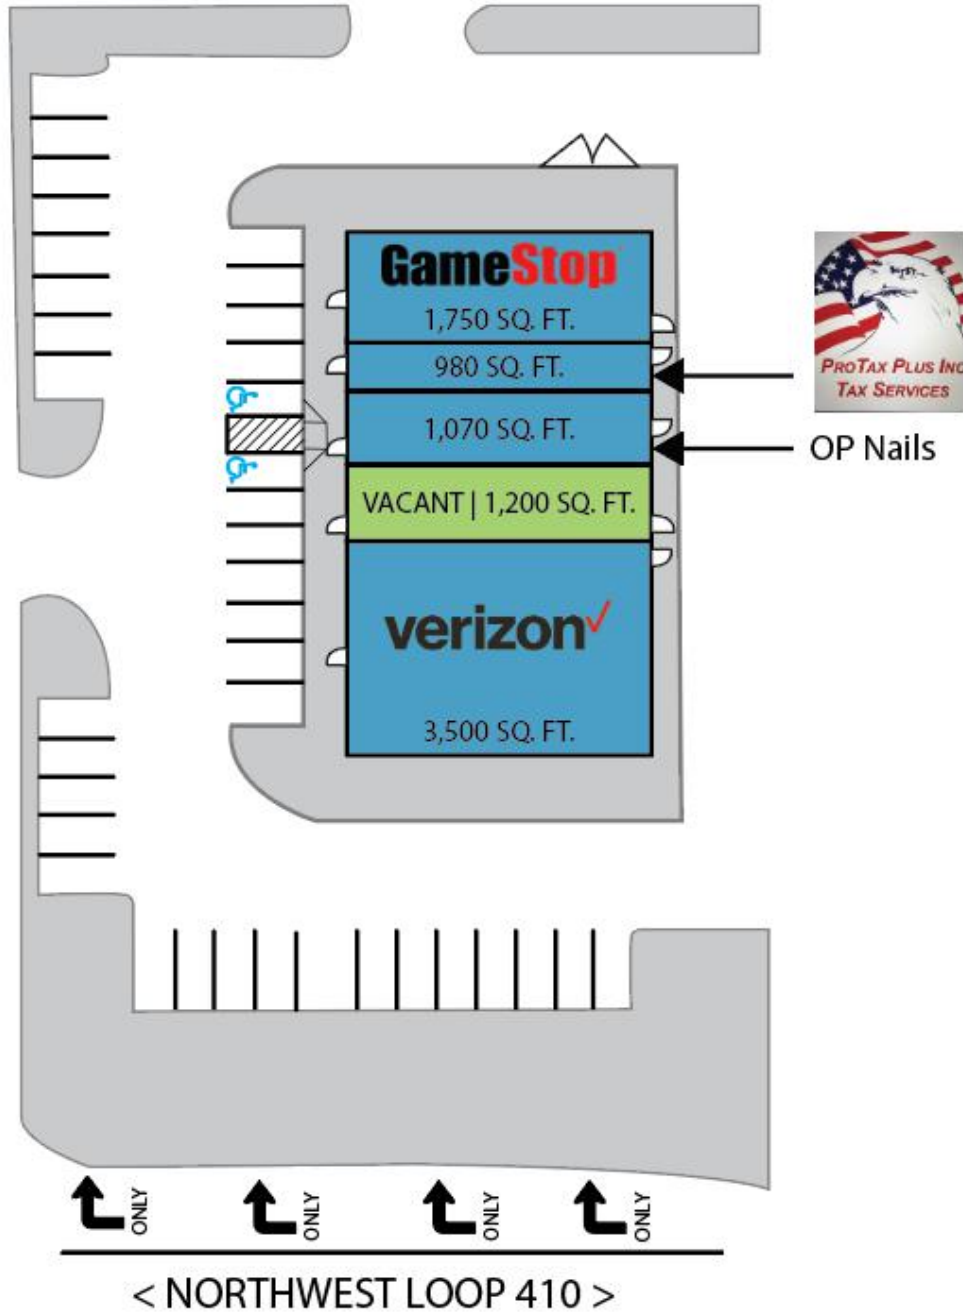 GameStop
1,750 SQ. FT.
980 SQ. FT.
PROTAX PLUS INC
TAX SERVICES
1,070 SQ. FT.
OP Nails
VACANT | 1,200 SQ. FT.
verizon
3,500 SQ. FT.
ONLY
ONLY
ONLY
ONLY
< NORTHWEST LOOP 410 >